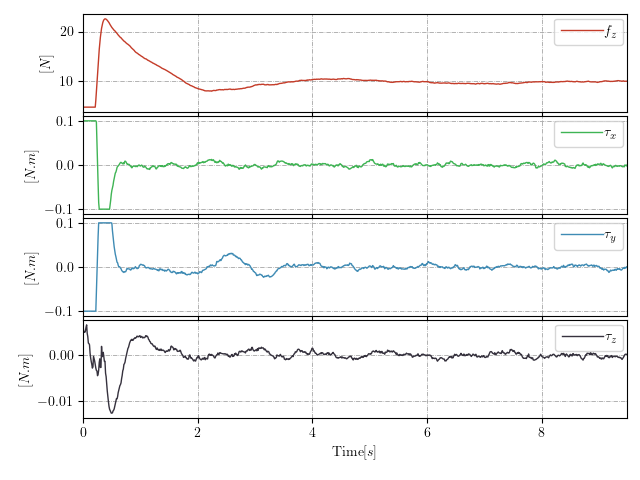 20
10
[N]
f_z
0.1
0.0
−0.1
[N.m]
τ_x
0.1
0.0
−0.1
[N.m]
τ_y
0.00
−0.01
[N.m]
τ_z
0 2 4 6 8
Time[s]